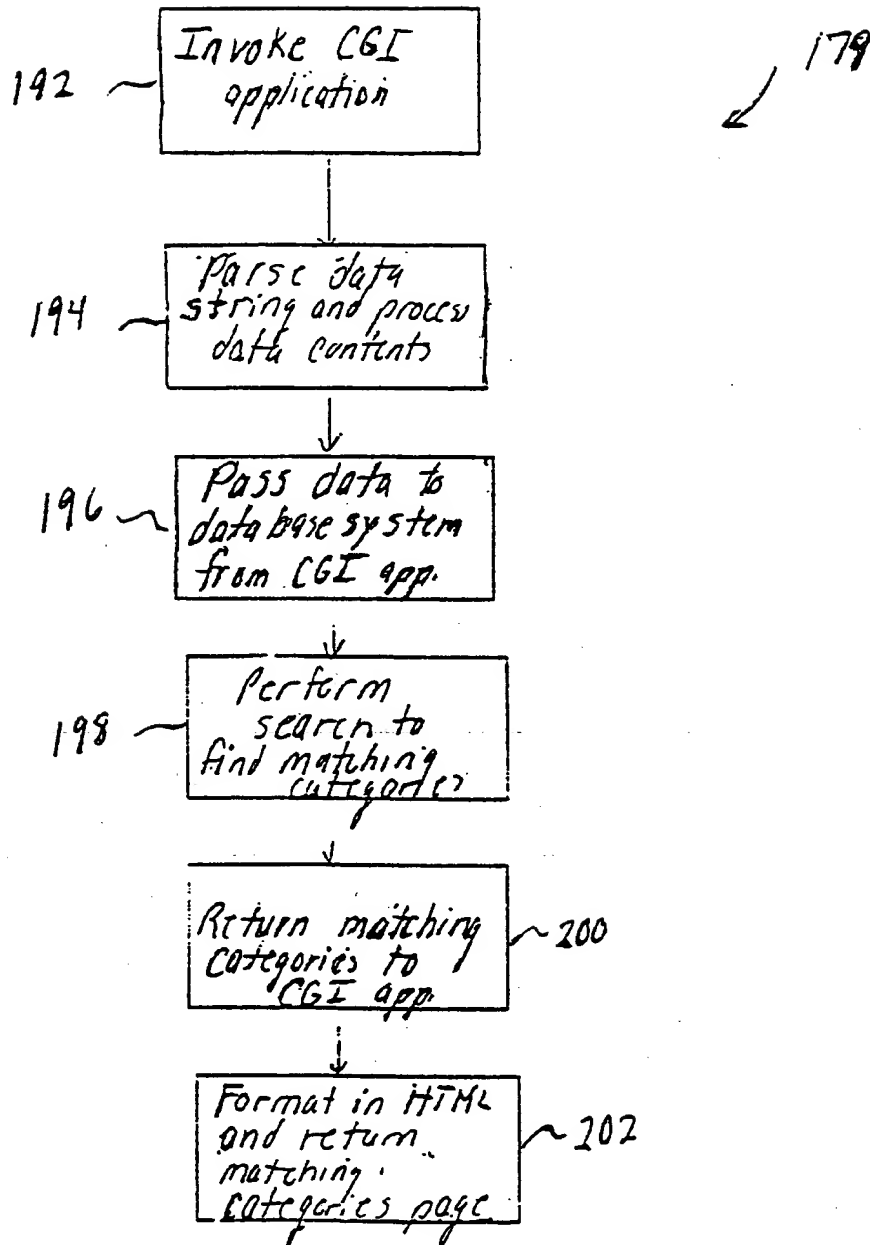 Invoke CGI
application
192
179
Parse data
string and process
data contents
194
Pass data to
database system
from CGI app.
196
Perform
search to
find matching
categories
198
Return matching
categories to
CGI app.
200
Format in HTML
and return
matching
categories page
202